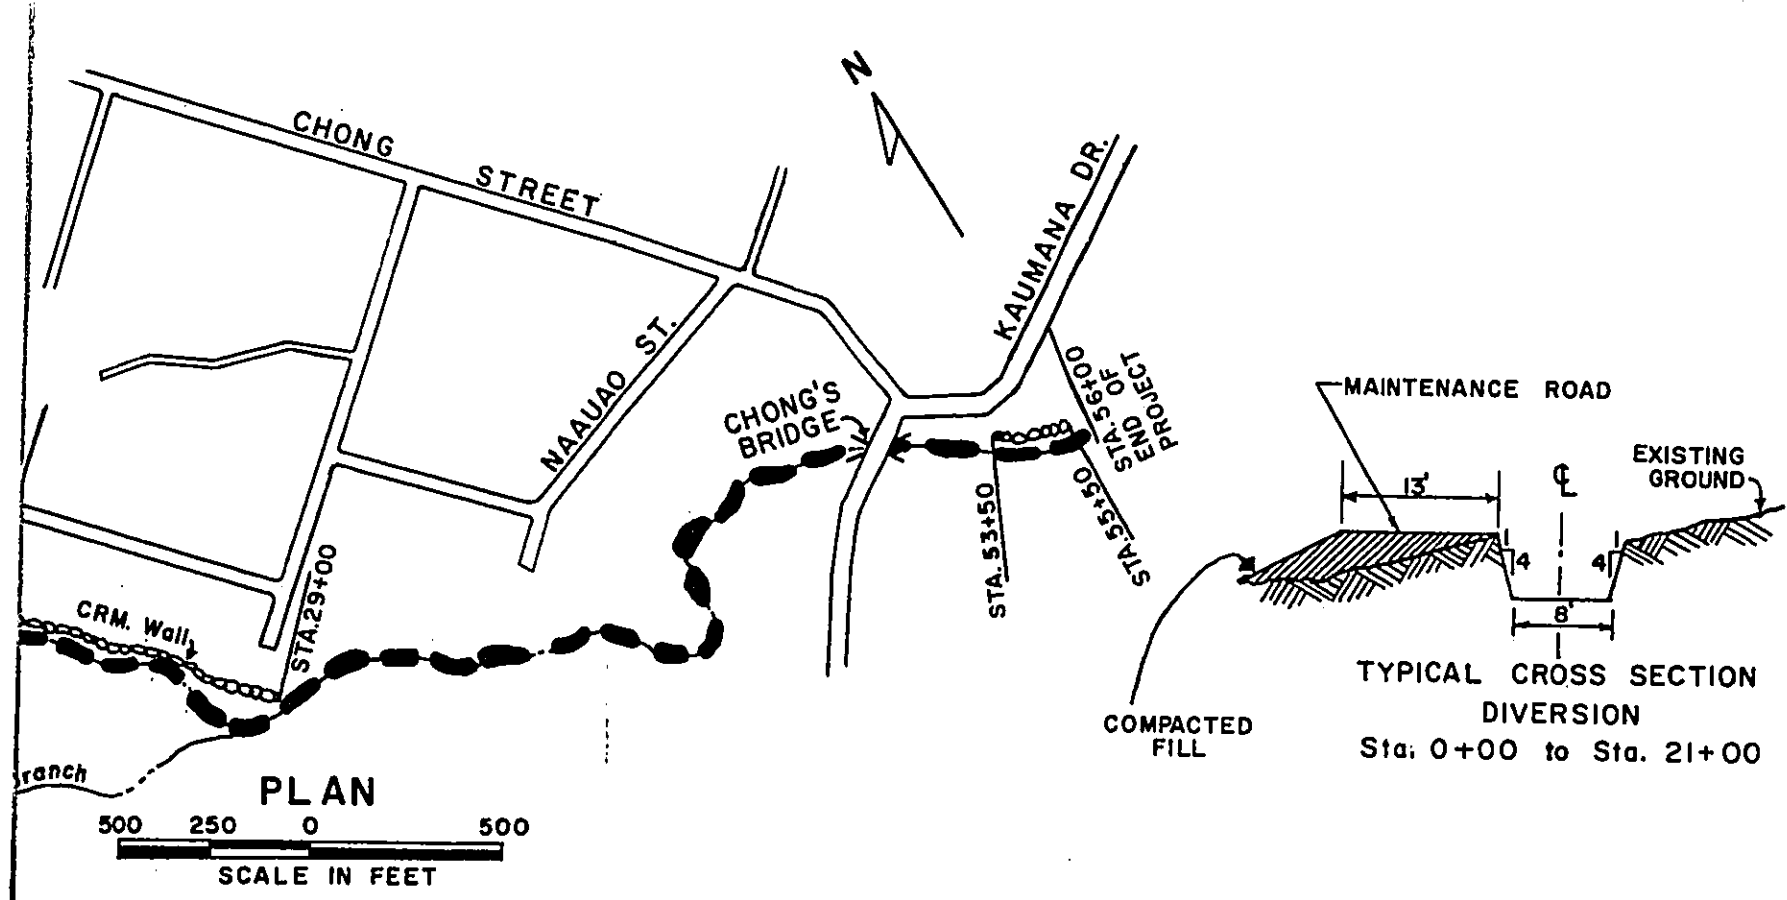 N
CHONG STREET
KAUMANA DR.
NAAUAO ST.
CHONG'S
BRIDGE
STA. 56+00
END OF
PROJECT
STA. 53+50
STA. 55+50
STA. 29+00
CRM. Wall
ranch
PLAN
500 250 0 500
SCALE IN FEET
MAINTENANCE ROAD
EXISTING
GROUND
13'
℄
1
4
4
1
8'
COMPACTED
FILL
TYPICAL CROSS SECTION
DIVERSION
Sta. 0+00 to Sta. 21+00